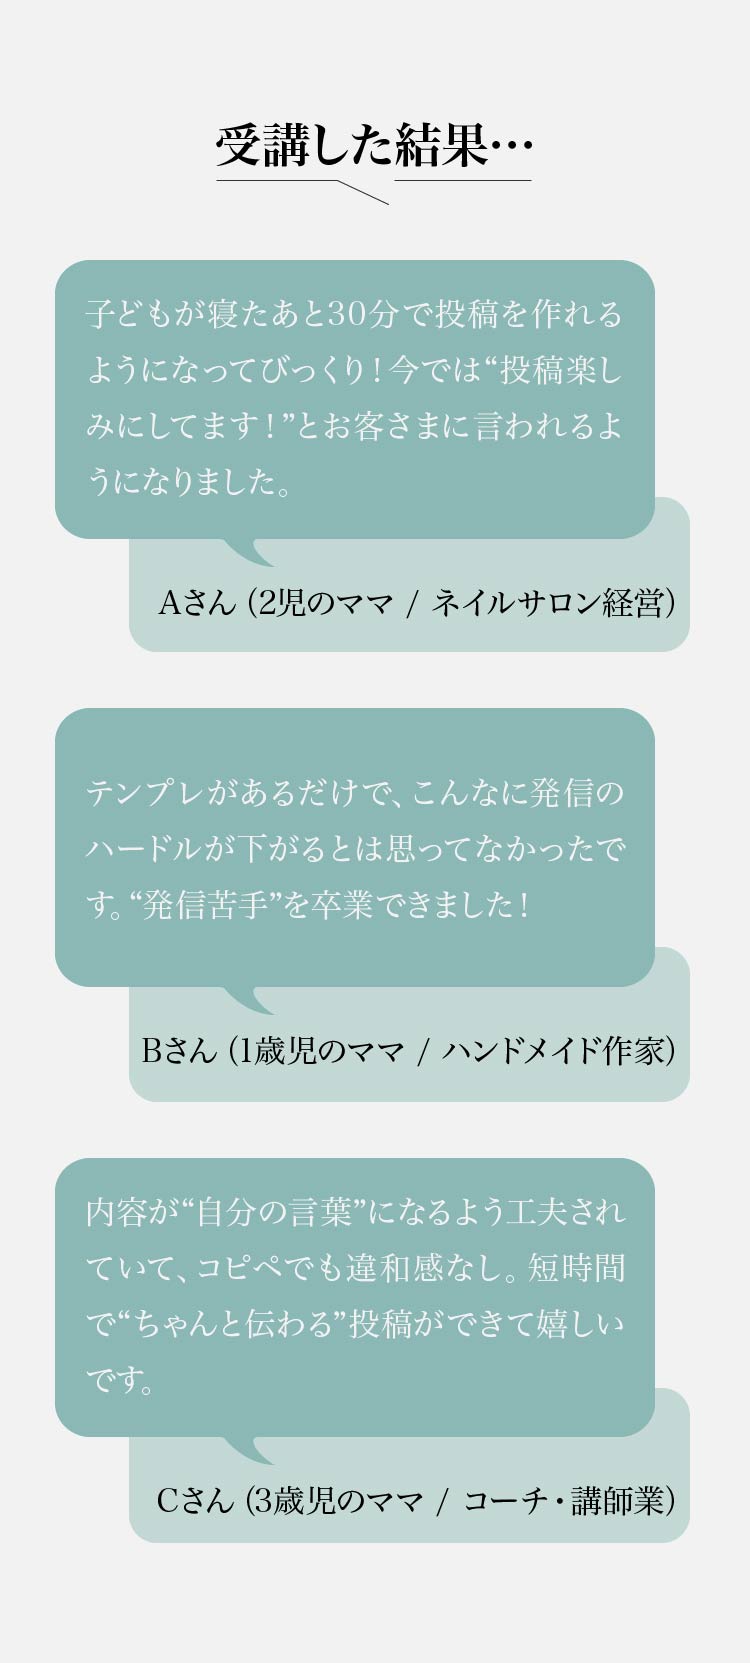 受講した結果…
子どもが寝たあと30分で投稿を作れる
ようになってびっくり！今では“投稿楽し
みにしてます！”とお客さまに言われるよ
うになりました。
Aさん（2児のママ / ネイルサロン経営）
テンプレがあるだけで、こんなに発信の
ハードルが下がるとは思ってなかったで
す。“発信苦手”を卒業できました！
Bさん（1歳児のママ / ハンドメイド作家）
内容が“自分の言葉”になるよう工夫され
ていて、コピペでも違和感なし。短時間
で“ちゃんと伝わる”投稿ができて嬉しい
です。
Cさん（3歳児のママ / コーチ・講師業）